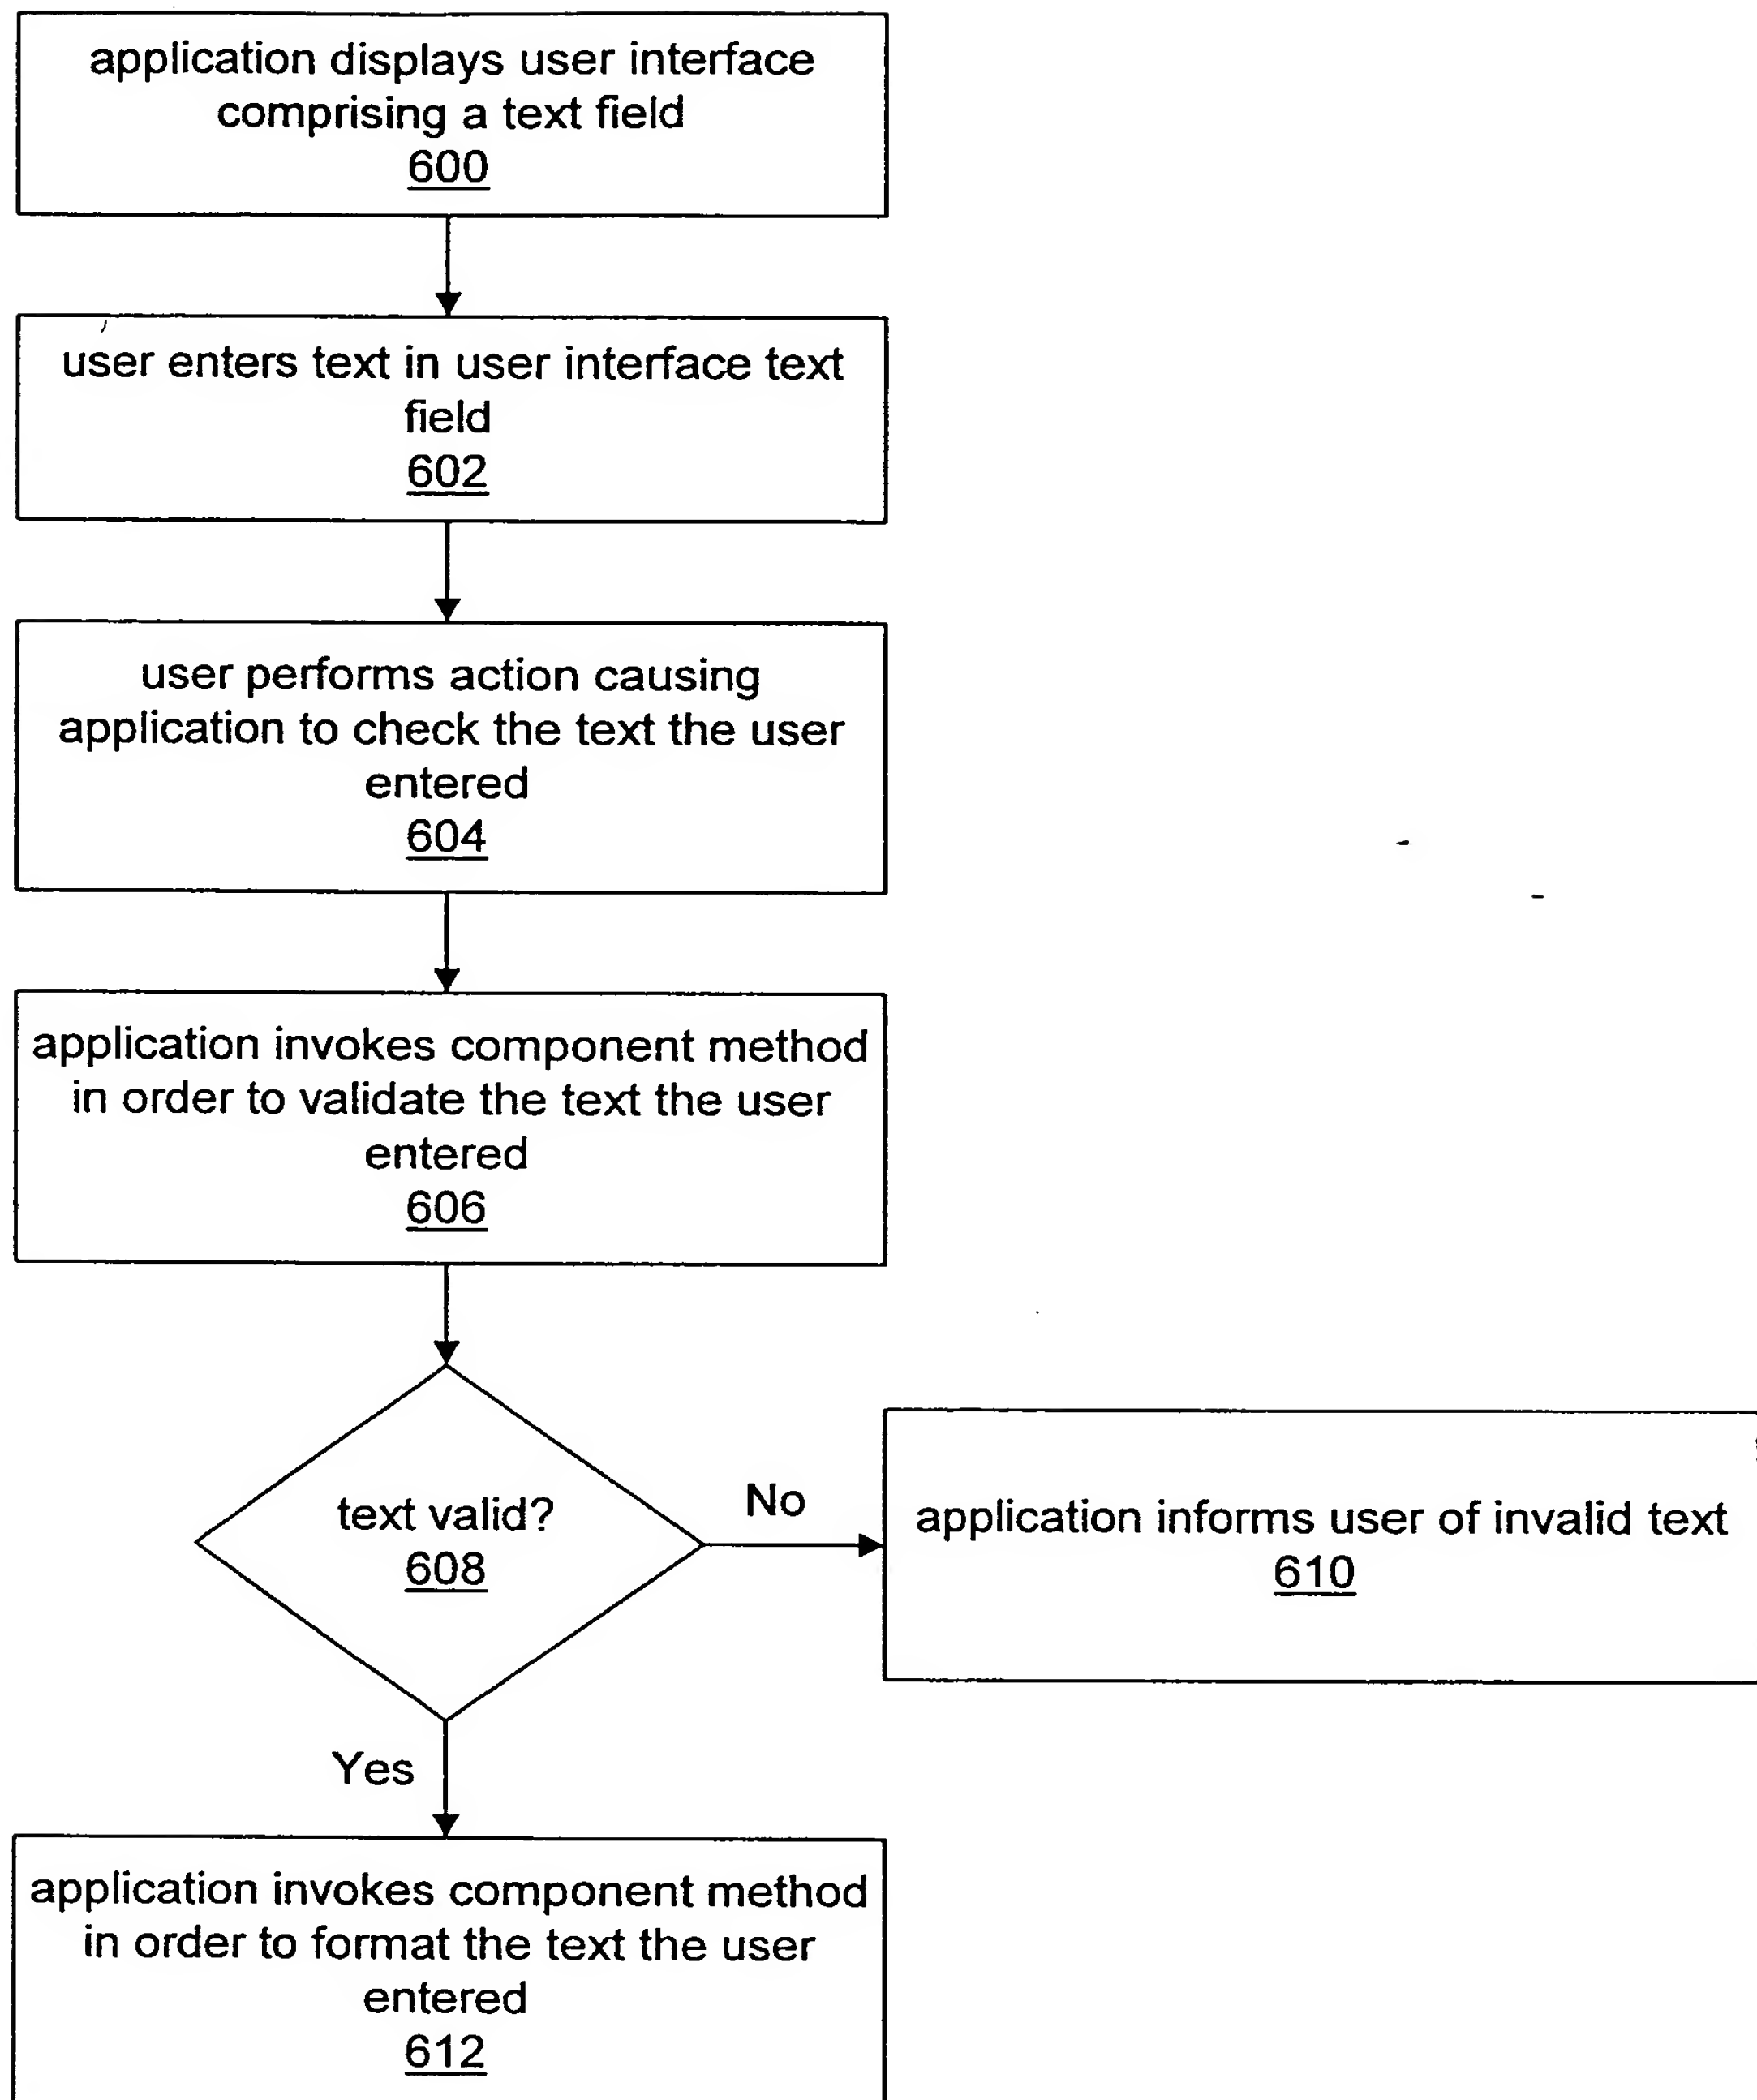 application displays user interface
comprising a text field
600
user enters text in user interface text
field
602
user performs action causing
application to check the text the user
entered
604
application invokes component method
in order to validate the text the user
entered
606
text valid?
608
No
application informs user of invalid text
610
Yes
application invokes component method
in order to format the text the user
entered
612